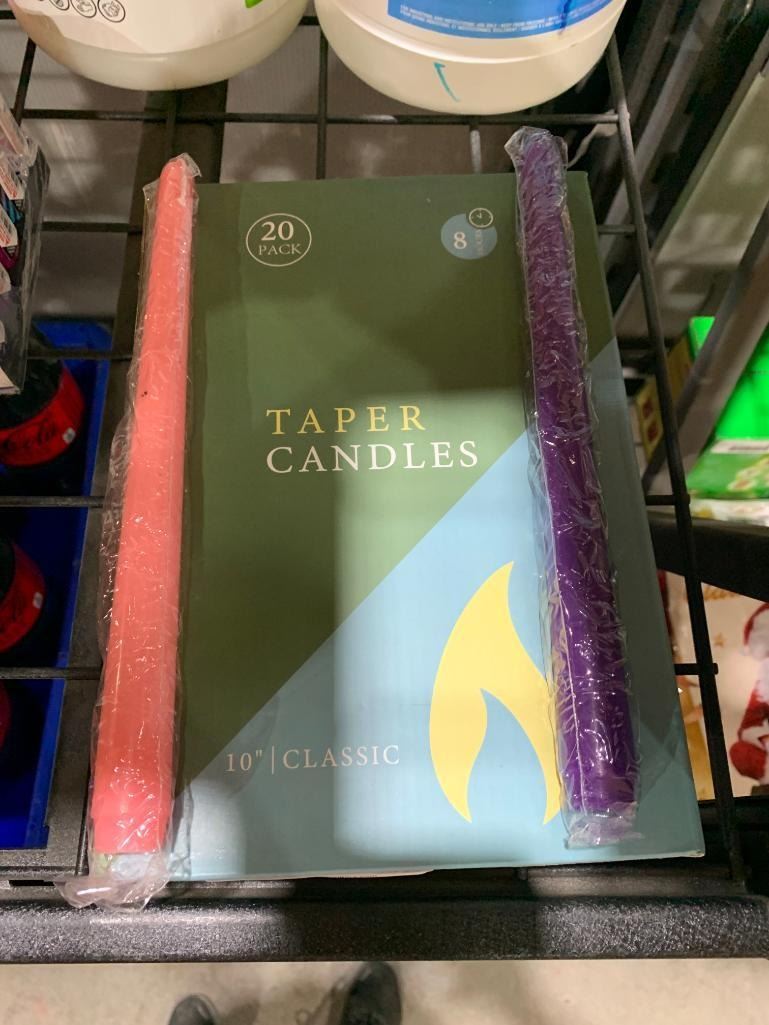 20
PACK
8
TAPER
CANDLES
10" | CLASSIC